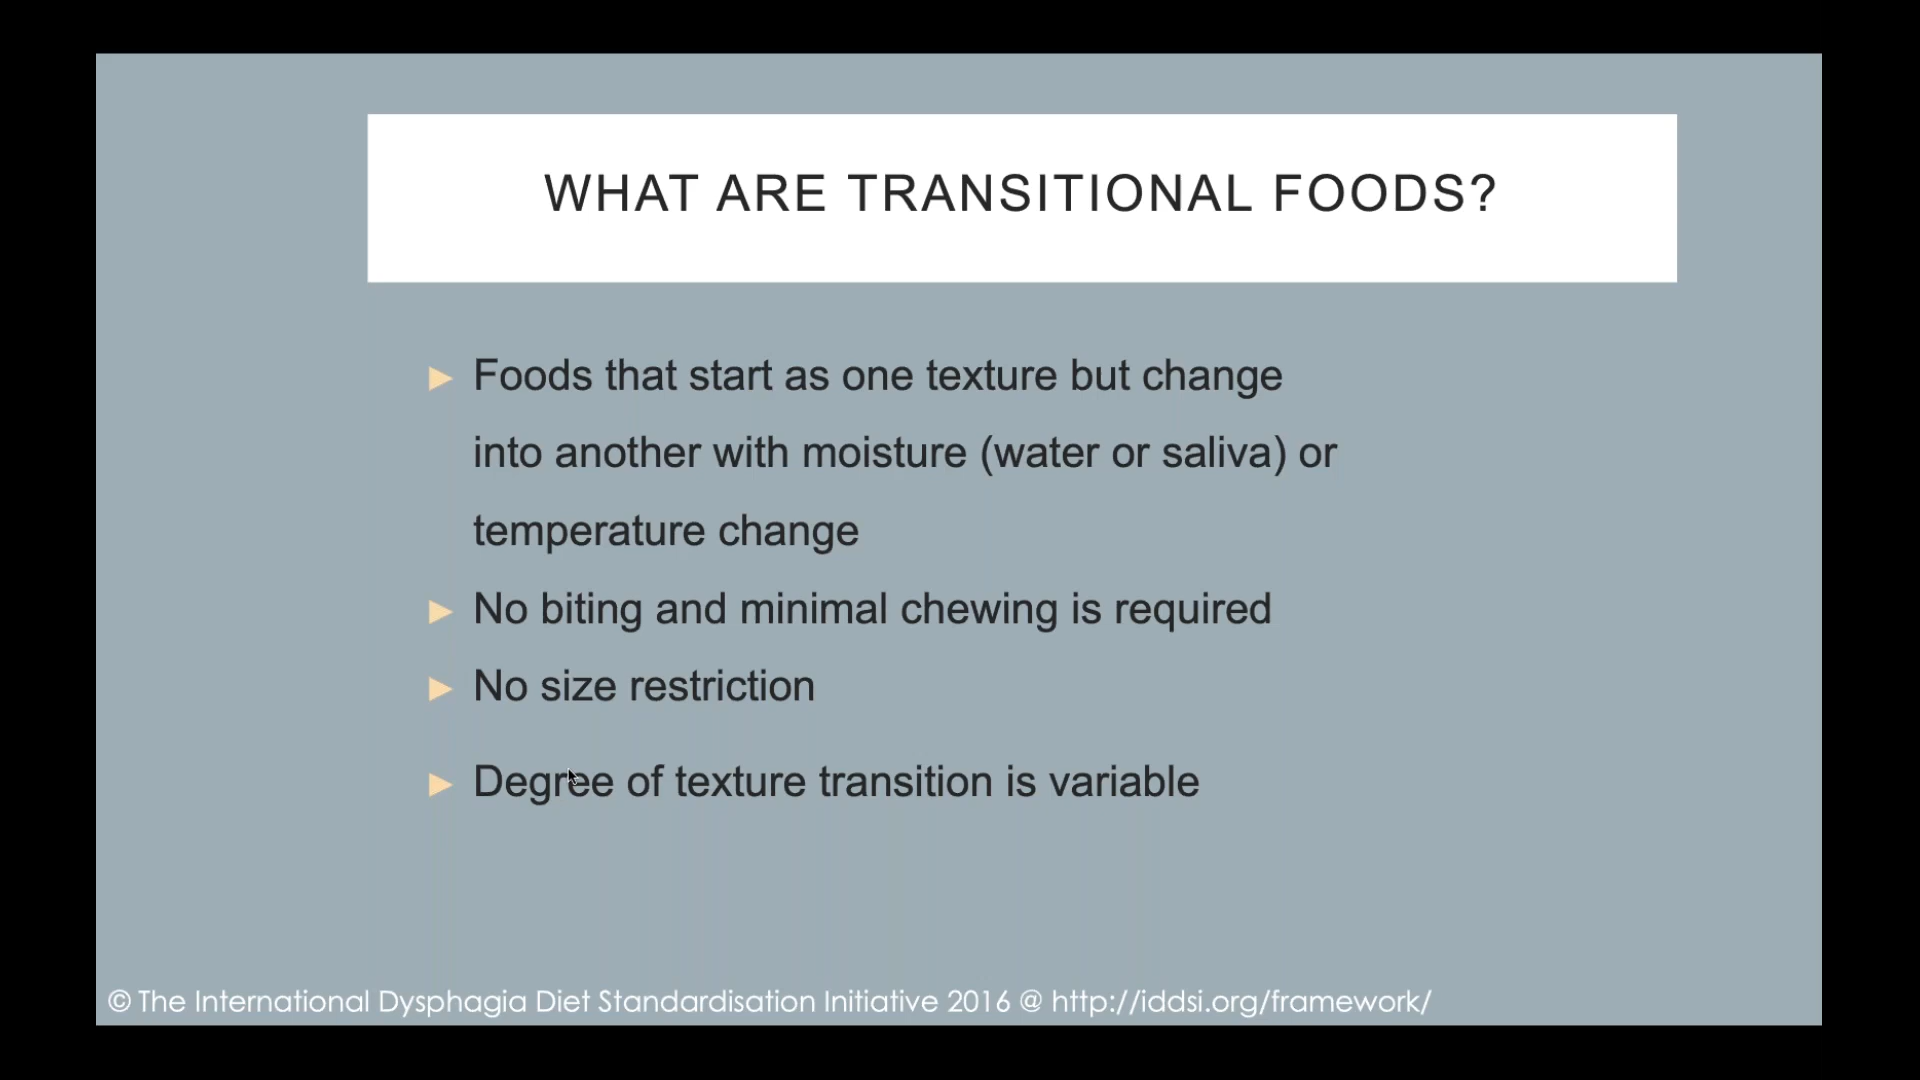 WHAT ARE TRANSITIONAL FOODS?
► Foods that start as one texture but change
into another with moisture (water or saliva) or
temperature change
► No biting and minimal chewing is required
► No size restriction
► Degree of texture transition is variable
© The International Dysphagia Diet Standardisation Initiative 2016 @ http://iddsi.org/framework/